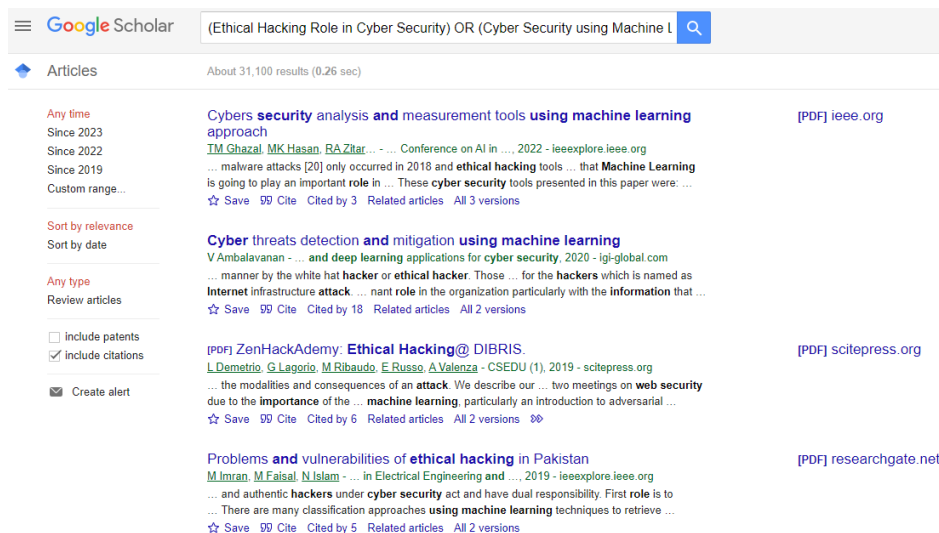 Google Scholar
(Ethical Hacking Role in Cyber Security) OR (Cyber Security using Machine L
Articles
About 31,100 results (0.26 sec)
Any time
Since 2023
Since 2022
Since 2019
Custom range...
Sort by relevance
Sort by date
Any type
Review articles
include patents
include citations
Create alert
Cybers security analysis and measurement tools using machine learning
approach
TM Ghazal, MK Hasan, RA Zitar… - … Conference on AI in …, 2022 - ieeexplore.ieee.org
… malware attacks [20] only occurred in 2018 and ethical hacking tools … that Machine Learning
is going to play an important role in … These cyber security tools presented in this paper were: …
Save Cite Cited by 3 Related articles All 3 versions
[PDF] ieee.org
Cyber threats detection and mitigation using machine learning
V Ambalavanan - … and deep learning applications for cyber security, 2020 - igi-global.com
… manner by the white hat hacker or ethical hacker. Those … for the hackers which is named as
Internet infrastructure attack. … nant role in the organization particularly with the information that …
Save Cite Cited by 18 Related articles All 2 versions
[PDF] ZenHackAdemy: Ethical Hacking@ DIBRIS.
L Demetrio, G Lagorio, M Ribaudo, E Russo, A Valenza - CSEDU (1), 2019 - scitepress.org
… the modalities and consequences of an attack. We describe our … two meetings on web security
due to the importance of the … machine learning, particularly an introduction to adversarial …
Save Cite Cited by 6 Related articles All 2 versions
[PDF] scitepress.org
Problems and vulnerabilities of ethical hacking in Pakistan
M Imran, M Faisal, N Islam - … in Electrical Engineering and …, 2019 - ieeexplore.ieee.org
… and authentic hackers under cyber security act and have dual responsibility. First role is to
… There are many classification approaches using machine learning techniques to retrieve …
Save Cite Cited by 5 Related articles All 2 versions
[PDF] researchgate.net